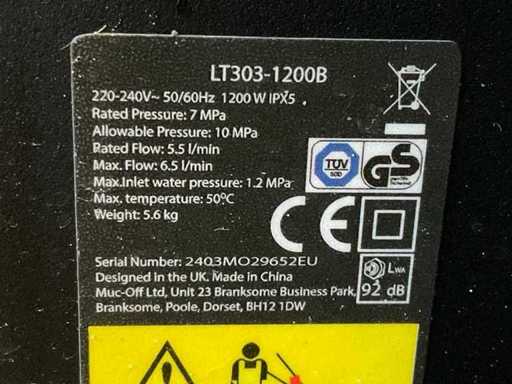 LT303-1200B
220-240V~ 50/60Hz 1200 W IPX5
Rated Pressure: 7 MPa
Allowable Pressure: 10 MPa
Rated Flow: 5.5 l/min
Max. Flow: 6.5 l/min
Max.Inlet water pressure: 1.2 MPa
Max. temperature: 50°C
Weight: 5.6 kg
TÜV
SÜD
GS
CE
Serial Number: 2403MO29652EU
Designed in the UK. Made in China
Muc-Off Ltd, Unit 23 Branksome Business Park,
Branksome, Poole, Dorset, BH12 1DW
LWA
92 dB